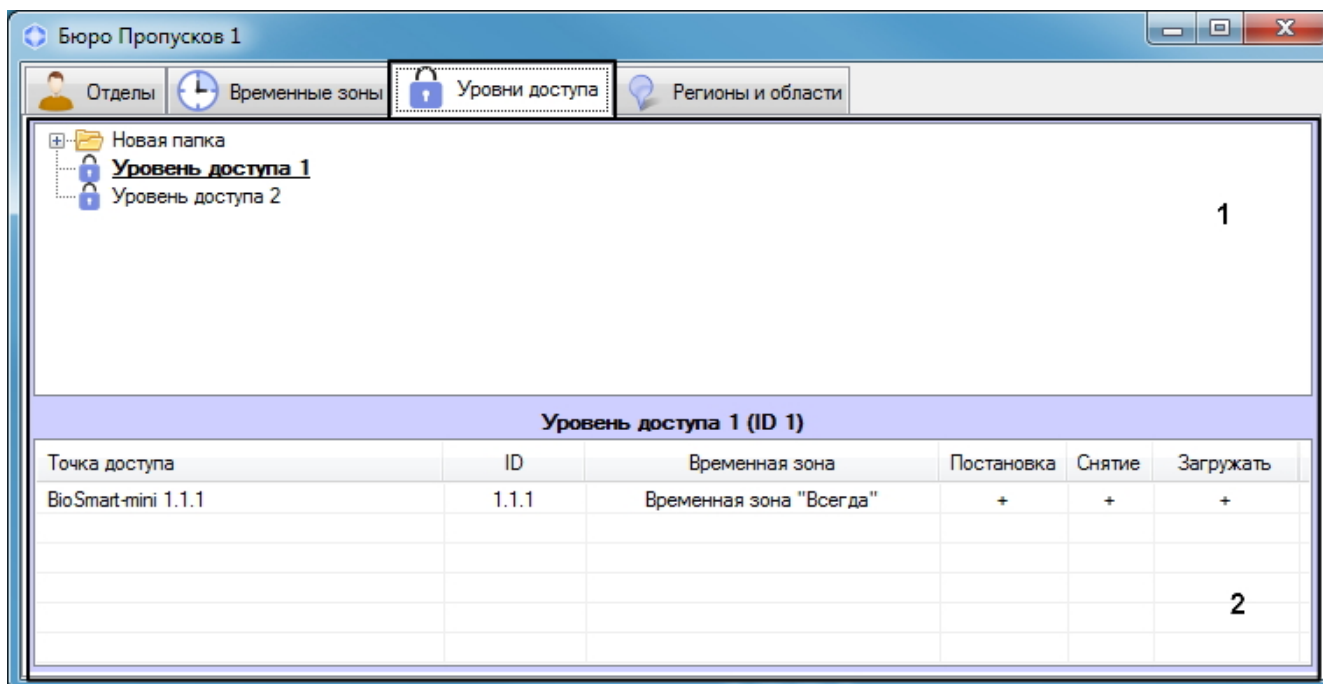 Бюро Пропусков 1
Отделы Временные зоны Уровни доступа Регионы и области
Новая папка
Уровень доступа 1
Уровень доступа 2
1
Уровень доступа 1 (ID 1)
Точка доступа ID Временная зона Постановка Снятие Загружать
BioSmart-mini 1.1.1 1.1.1 Временная зона "Всегда" + + +
2